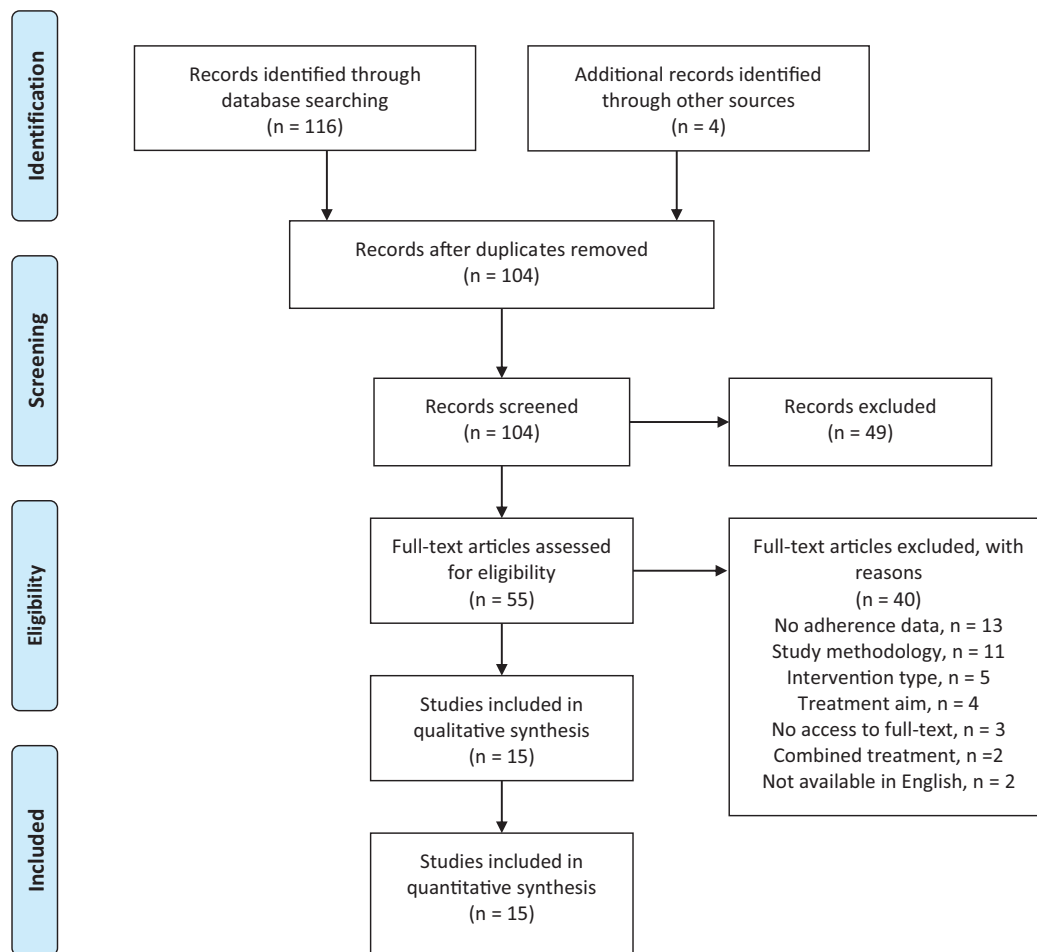 Identification
Records identified through
database searching
(n = 116)
Additional records identified
through other sources
(n = 4)
Records after duplicates removed
(n = 104)
Screening
Records screened
(n = 104)
Records excluded
(n = 49)
Eligibility
Full-text articles assessed
for eligibility
(n = 55)
Full-text articles excluded, with
reasons
(n = 40)
No adherence data, n = 13
Study methodology, n = 11
Intervention type, n = 5
Treatment aim, n = 4
No access to full-text, n = 3
Combined treatment, n =2
Not available in English, n = 2
Studies included in
qualitative synthesis
(n = 15)
Included
Studies included in
quantitative synthesis
(n = 15)